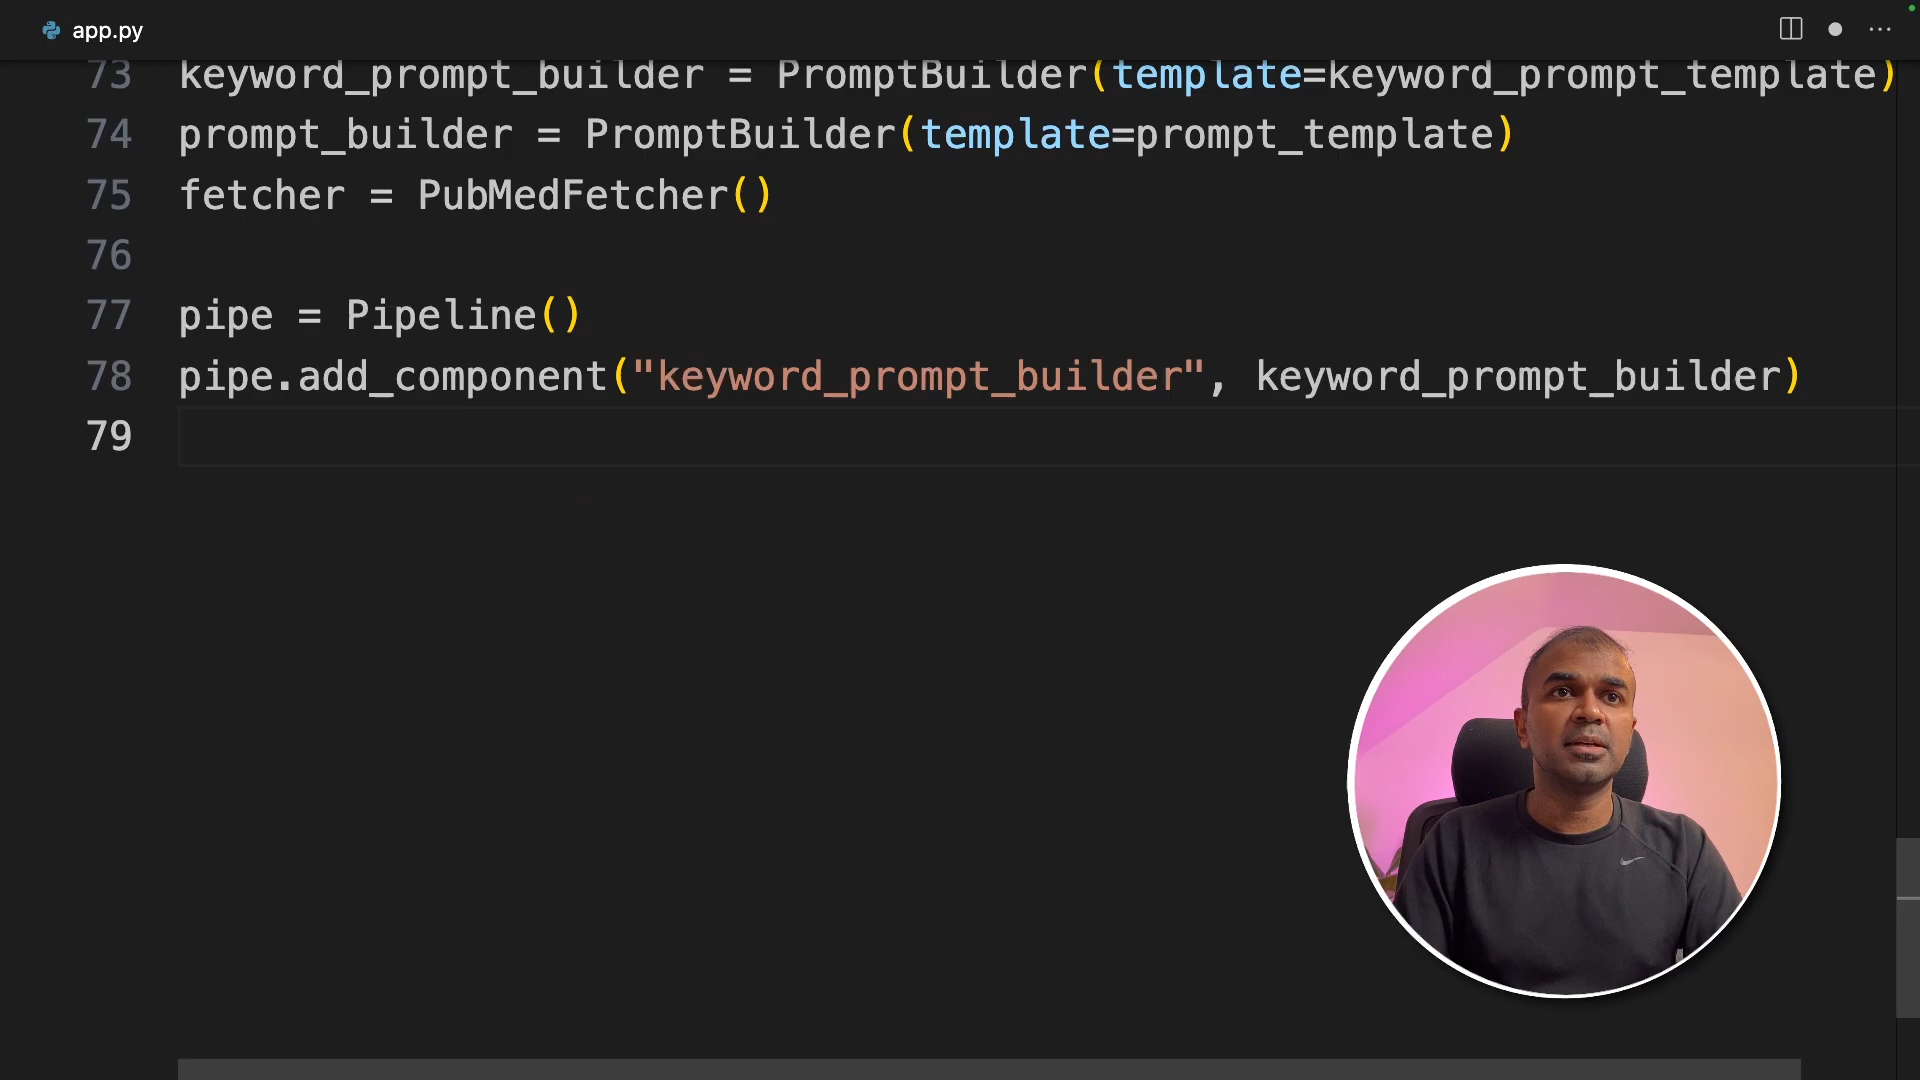 app.py
73 keyword_prompt_builder = PromptBuilder(template=keyword_prompt_template)
74 prompt_builder = PromptBuilder(template=prompt_template)
75 fetcher = PubMedFetcher()
76
77 pipe = Pipeline()
78 pipe.add_component("keyword_prompt_builder", keyword_prompt_builder)
79